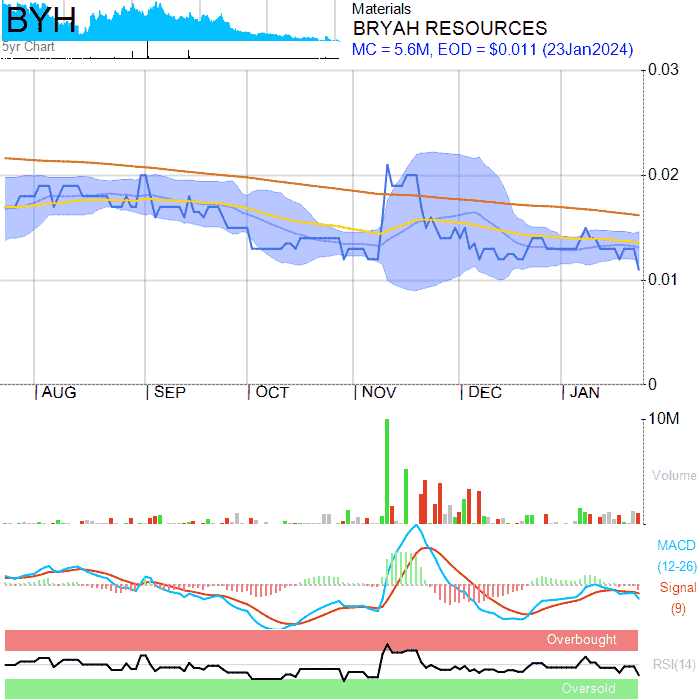 BYH
5yr Chart
Materials
BRYAH RESOURCES
MC = 5.6M, EOD = $0.011 (23Jan2024)
0.03
0.02
0.01
0
AUG SEP OCT NOV DEC JAN
10M
Volume
MACD
(12-26)
Signal
(9)
Overbought
RSI(14)
Oversold